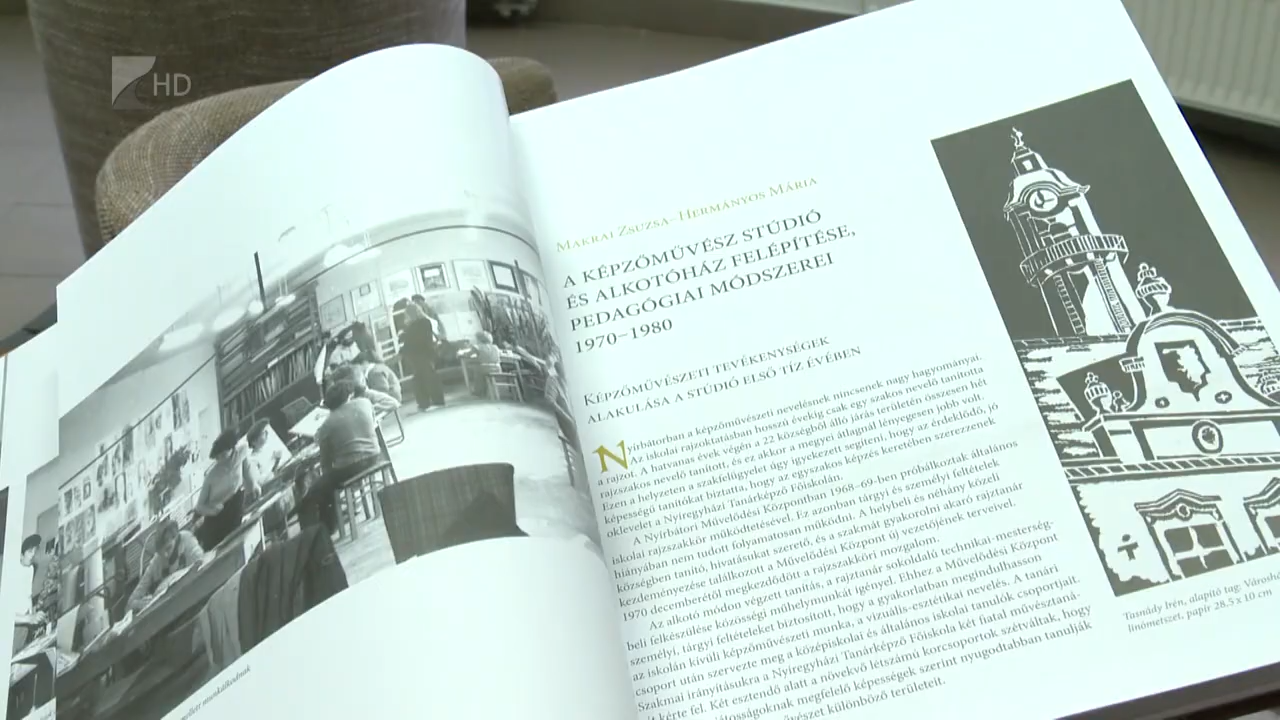 HD
mellett munkálkodnak
Makrai Zsuzsa–Hermányos Mária
A KÉPZŐMŰVÉSZ STÚDIÓ
ÉS ALKOTÓHÁZ FELÉPÍTÉSE,
PEDAGÓGIAI MÓDSZEREI
1970–1980
Képzőművészeti tevékenységek
alakulása a stúdió első tíz évében
Nyírbátorban a képzőművészeti nevelésnek nincsenek nagy hagyományai.
Az iskolai rajzoktatásban hosszú évekig csak egy szakos nevelő tanította
a rajzot. A hatvanas évek végén a 22 községből álló járás területén összesen hét
rajzszakos nevelő tanított, és ez akkor a megyei átlagnál lényegesen jobb volt.
Ezen a helyzeten a szakfelügyelet úgy igyekezett segíteni, hogy az érdeklődő, jó
képességű tanítókat biztatta, hogy az egyszakos képzés keretében szerezzenek
oklevelet a Nyíregyházi Tanárképző Főiskolán.
A Nyírbátori Művelődési Központban 1968–69-ben próbálkoztak általános
iskolai rajzszakkör működtetésével. Ez azonban tárgyi és személyi feltételek
hiányában nem tudott folyamatosan működni. A helybeli és néhány közeli
községben tanító, hivatásukat szerető, és a szakmát gyakorolni akaró rajztanár
kezdeményezése találkozott a Művelődési Központ új vezetőjének terveivel.
1970 decemberétől megkezdődött a rajzszakköri mozgalom.
Az alkotó módon végzett tanítás, a rajztanár sokoldalú technikai-mesterség-
beli felkészülése közösségi műhelymunkát igényel. Ehhez a Művelődési Központ
személyi, tárgyi feltételeket biztosított, hogy a gyakorlatban megindulhasson
az iskolán kívüli képzőművészeti munka, a vizuális-esztétikai nevelés. A tanári
csoport után szervezte meg a középiskolai és általános iskolai tanulók csoportjait.
Szakmai irányításukra a Nyíregyházi Tanárképző Főiskola két fiatal művésztaná-
rát kérte fel. Két esztendő alatt a növekvő létszámú korcsoportok szétváltak, hogy
játosságoknak megfelelő képességek szerint nyugodtabban tanulják
művészet különböző területeit.
Tasnády Irén, alapító tag: Városhá
linómetszet, papír 28.5 x 10 cm